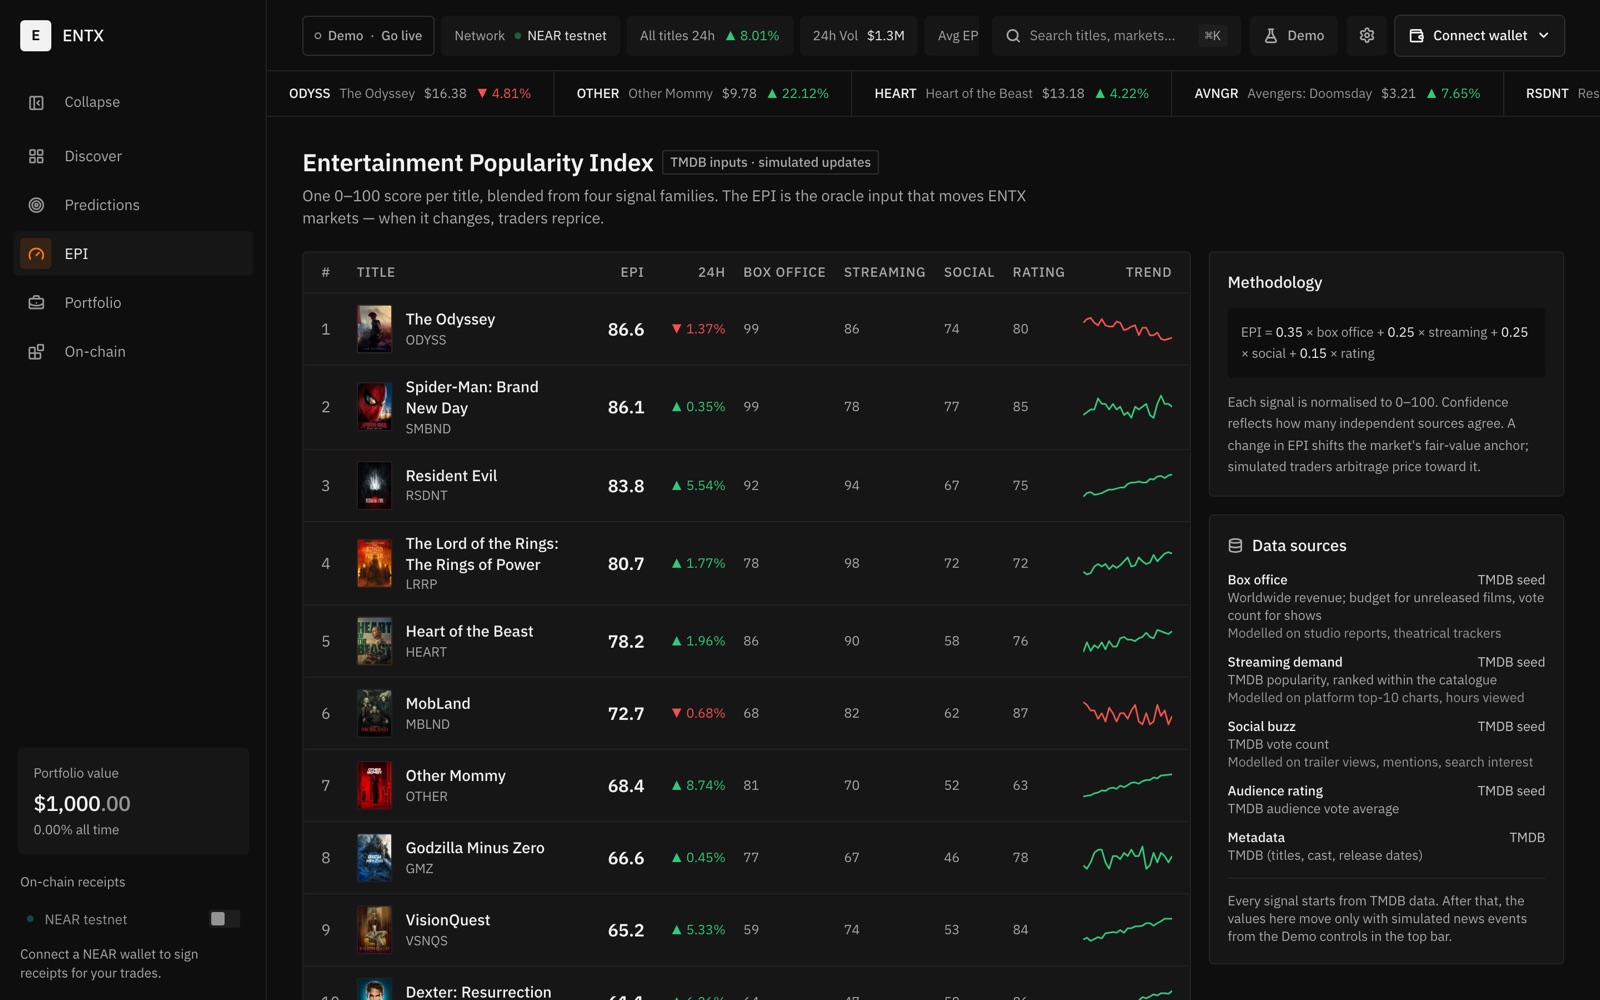 E ENTX
Demo · Go live
Network NEAR testnet
All titles 24h ▲ 8.01%
24h Vol $1.3M
Avg EP
Search titles, markets... ⌘K
Demo
Connect wallet
ODYSS The Odyssey $16.38 ▼ 4.81%
OTHER Other Mommy $9.78 ▲ 22.12%
HEART Heart of the Beast $13.18 ▲ 4.22%
AVNGR Avengers: Doomsday $3.21 ▲ 7.65%
RSDNT Res
Collapse
Discover
Predictions
EPI
Portfolio
On-chain
Portfolio value
$1,000.00
0.00% all time
On-chain receipts
NEAR testnet
Connect a NEAR wallet to sign
receipts for your trades.
Entertainment Popularity Index TMDB inputs · simulated updates
One 0–100 score per title, blended from four signal families. The EPI is the oracle input that moves ENTX
markets — when it changes, traders reprice.
# TITLE EPI 24H BOX OFFICE STREAMING SOCIAL RATING TREND
1 The Odyssey ODYSS 86.6 ▼ 1.37% 99 86 74 80
2 Spider-Man: Brand New Day SMBND 86.1 ▲ 0.35% 99 78 77 85
3 Resident Evil RSDNT 83.8 ▲ 5.54% 92 94 67 75
4 The Lord of the Rings: The Rings of Power LRRP 80.7 ▲ 1.77% 78 98 72 72
5 Heart of the Beast HEART 78.2 ▲ 1.96% 86 90 58 76
6 MobLand MBLND 72.7 ▼ 0.68% 68 82 62 87
7 Other Mommy OTHER 68.4 ▲ 8.74% 81 70 52 63
8 Godzilla Minus Zero GMZ 66.6 ▲ 0.45% 77 67 46 78
9 VisionQuest VSNQS 65.2 ▲ 5.33% 59 74 53 84
Dexter: Resurrection
Methodology
EPI = 0.35 × box office + 0.25 × streaming + 0.25
× social + 0.15 × rating
Each signal is normalised to 0–100. Confidence
reflects how many independent sources agree. A
change in EPI shifts the market's fair-value anchor;
simulated traders arbitrage price toward it.
Data sources
Box office TMDB seed
Worldwide revenue; budget for unreleased films, vote
count for shows
Modelled on studio reports, theatrical trackers
Streaming demand TMDB seed
TMDB popularity, ranked within the catalogue
Modelled on platform top-10 charts, hours viewed
Social buzz TMDB seed
TMDB vote count
Modelled on trailer views, mentions, search interest
Audience rating TMDB seed
TMDB audience vote average
Metadata TMDB
TMDB (titles, cast, release dates)
Every signal starts from TMDB data. After that, the
values here move only with simulated news events
from the Demo controls in the top bar.